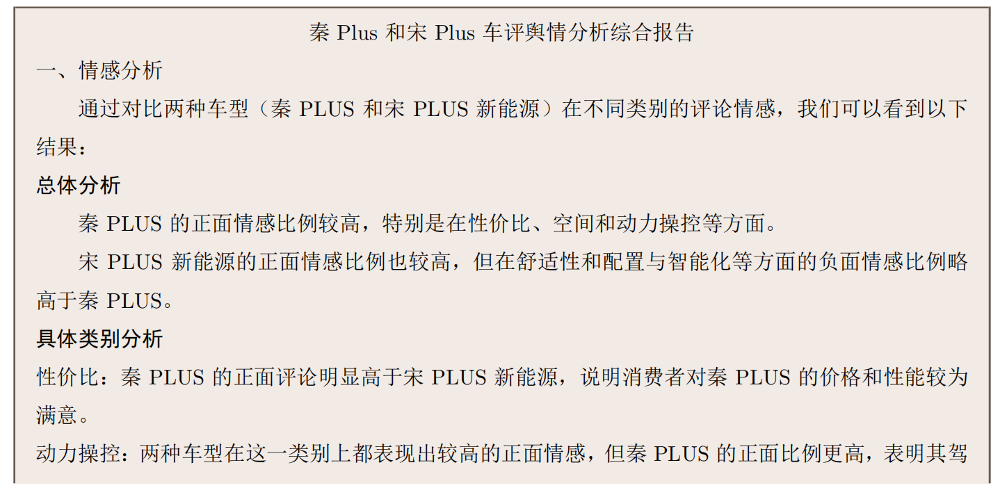 秦 Plus 和宋 Plus 车评舆情分析综合报告
一、情感分析
通过对比两种车型（秦 PLUS 和宋 PLUS 新能源）在不同类别的评论情感，我们可以看到以下
结果：
总体分析
秦 PLUS 的正面情感比例较高，特别是在性价比、空间和动力操控等方面。
宋 PLUS 新能源的正面情感比例也较高，但在舒适性和配置与智能化等方面的负面情感比例略
高于秦 PLUS。
具体类别分析
性价比：秦 PLUS 的正面评论明显高于宋 PLUS 新能源，说明消费者对秦 PLUS 的价格和性能较为
满意。
动力操控：两种车型在这一类别上都表现出较高的正面情感，但秦 PLUS 的正面比例更高，表明其驾